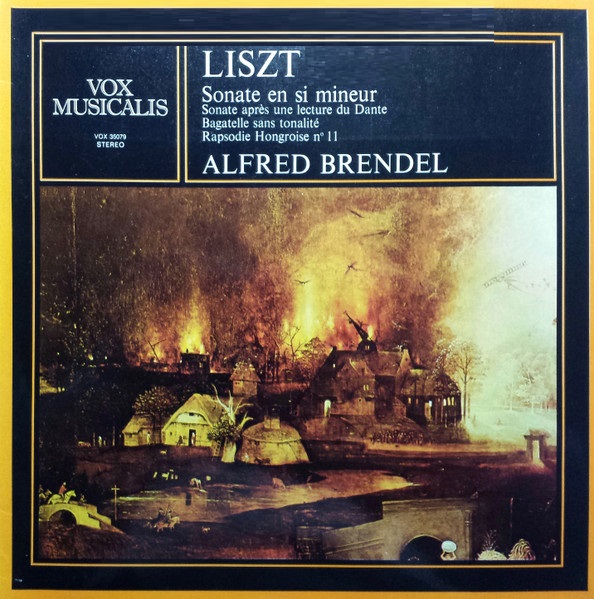 VOX
MUSICALIS
VOX 35079
STEREO
LISZT
Sonate en si mineur
Sonate après une lecture du Dante
Bagatelle sans tonalité
Rapsodie Hongroise nº 11
ALFRED BRENDEL